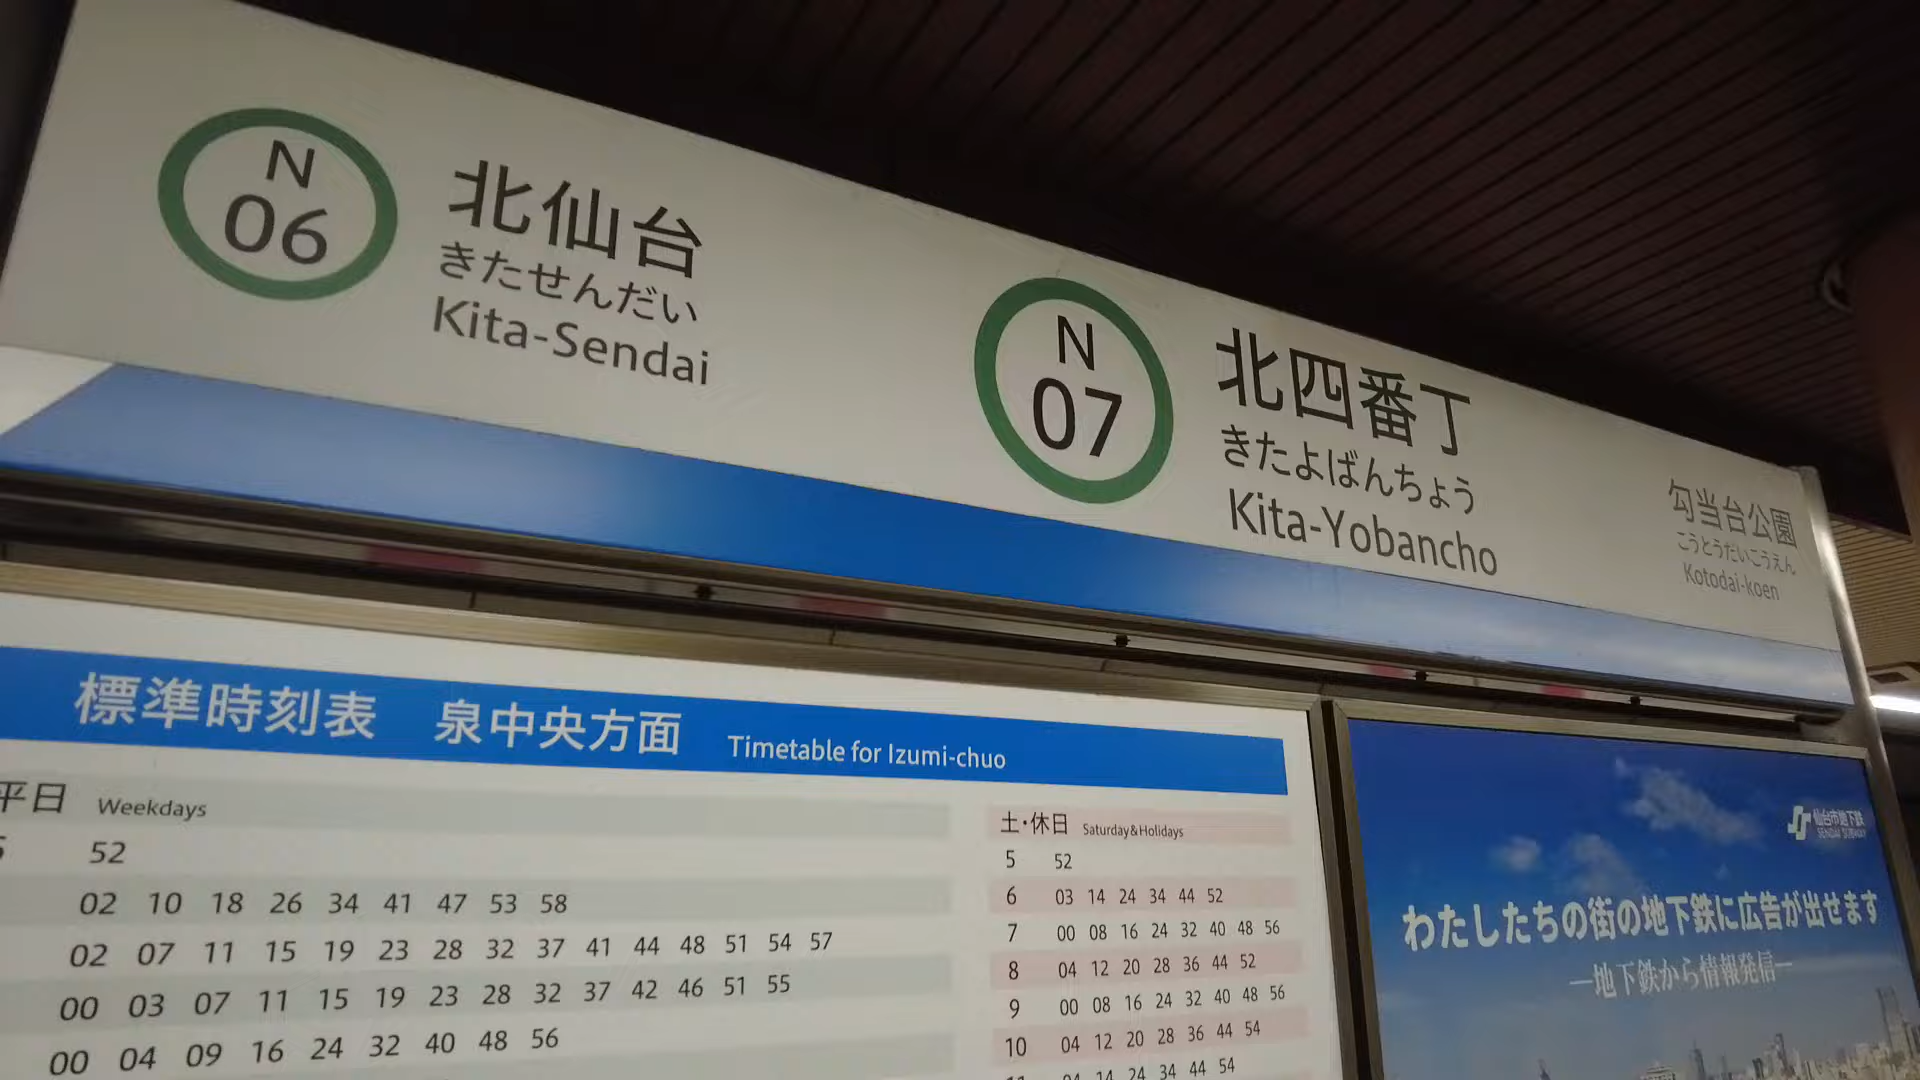 N
06
北仙台
きたせんだい
Kita-Sendai
N
07
北四番丁
きたよばんちょう
Kita-Yobancho
勾当台公園
こうとうだいこうえん
Kotodai-koen
標準時刻表 泉中央方面 Timetable for Izumi-chuo
平日 Weekdays
5 52
02 10 18 26 34 41 47 53 58
02 07 11 15 19 23 28 32 37 41 44 48 51 54 57
00 03 07 11 15 19 23 28 32 37 42 46 51 55
00 04 09 16 24 32 40 48 56
土・休日 Saturday&Holidays
5 52
6 03 14 24 34 44 52
7 00 08 16 24 32 40 48 56
8 04 12 20 28 36 44 52
9 00 08 16 24 32 40 48 56
10 04 12 20 28 36 44 54
04 14 24 34 44 54
仙台市地下鉄
SENDAI SUBWAY
わたしたちの街の地下鉄に広告が出せます
―地下鉄から情報発信―